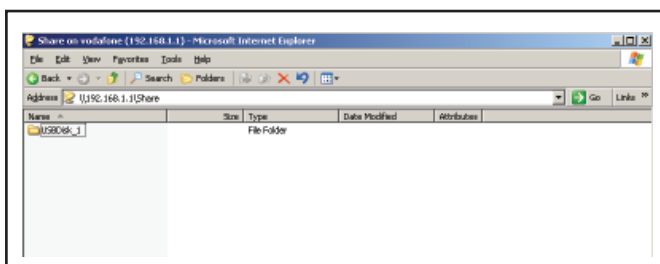 Share on vodafone (192.168.1.1) - Microsoft Internet Explorer
File Edit View Favorites Tools Help
Back Search Folders
Address \\192.168.1.1\Share Go Links »
Name Size Type Date Modified Attributes
USBDisk_1 File Folder